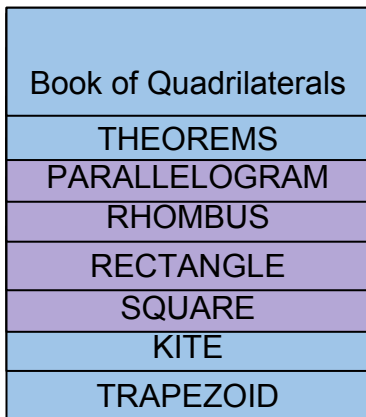 Book of Quadrilaterals
THEOREMS
PARALLELOGRAM
RHOMBUS
RECTANGLE
SQUARE
KITE
TRAPEZOID